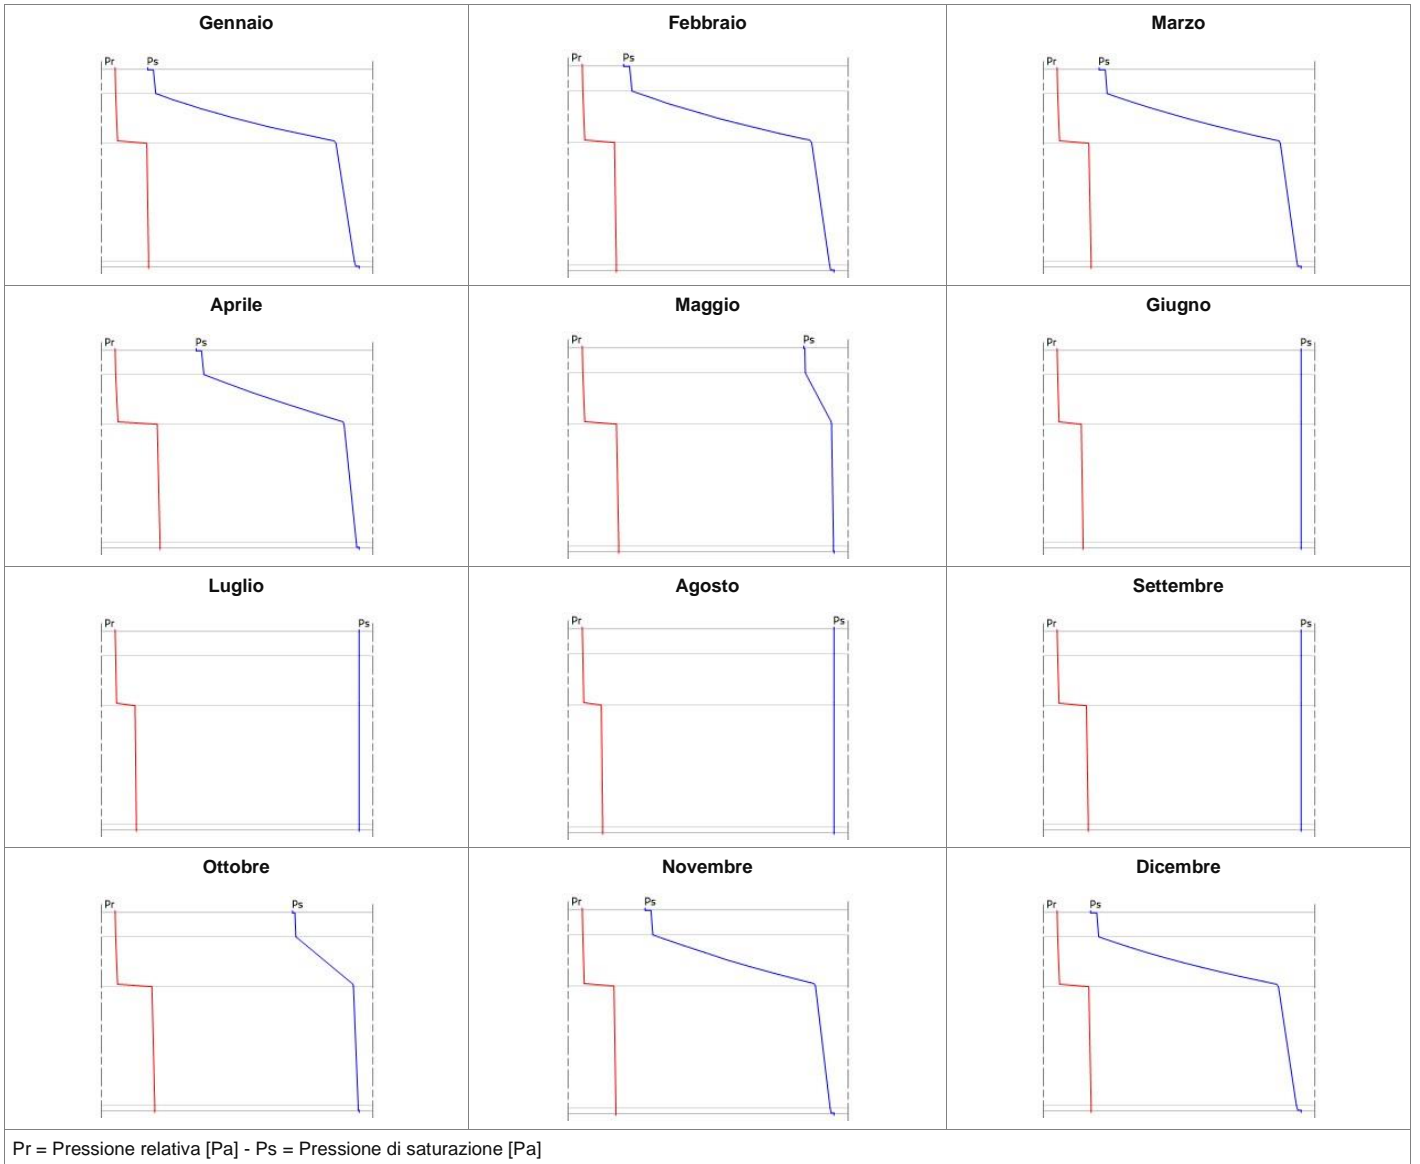 Gennaio
Febbraio
Marzo
Pr Ps
Pr Ps
Pr Ps
Aprile
Maggio
Giugno
Pr Ps
Pr Ps
Pr Ps
Luglio
Agosto
Settembre
Pr Ps
Pr Ps
Pr Ps
Ottobre
Novembre
Dicembre
Pr Ps
Pr Ps
Pr Ps
Pr = Pressione relativa [Pa] - Ps = Pressione di saturazione [Pa]